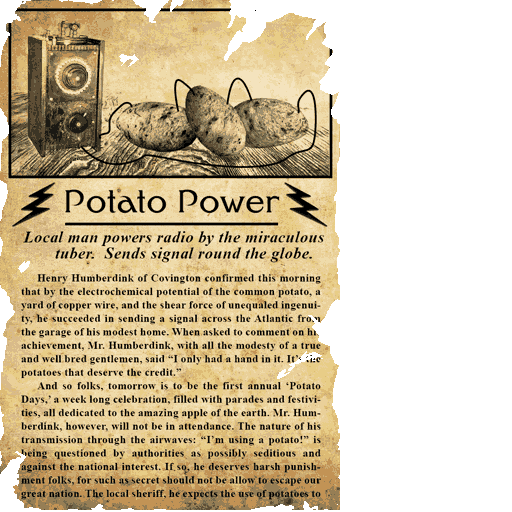 Potato Power
Local man powers radio by the miraculous
tuber. Sends signal round the globe.
Henry Humberdink of Covington confirmed this morning
that by the electrochemical potential of the common potato, a
yard of copper wire, and the shear force of unequaled ingenui-
ty, he succeeded in sending a signal across the Atlantic from
the garage of his modest home. When asked to comment on his
achievement, Mr. Humberdink, with all the modesty of a true
and well bred gentlemen, said “I only had a hand in it. It’s the
potatoes that deserve the credit.”
And so folks, tomorrow is to be the first annual ‘Potato
Days,’ a week long celebration, filled with parades and festivi-
ties, all dedicated to the amazing apple of the earth. Mr. Hum-
berdink, however, will not be in attendance. The nature of his
transmission through the airwaves: “I’m using a potato!” is
being questioned by authorities as possibly seditious and
against the national interest. If so, he deserves harsh punish-
ment folks, for such as secret should not be allow to escape our
great nation. The local sheriff, he expects the use of potatoes to